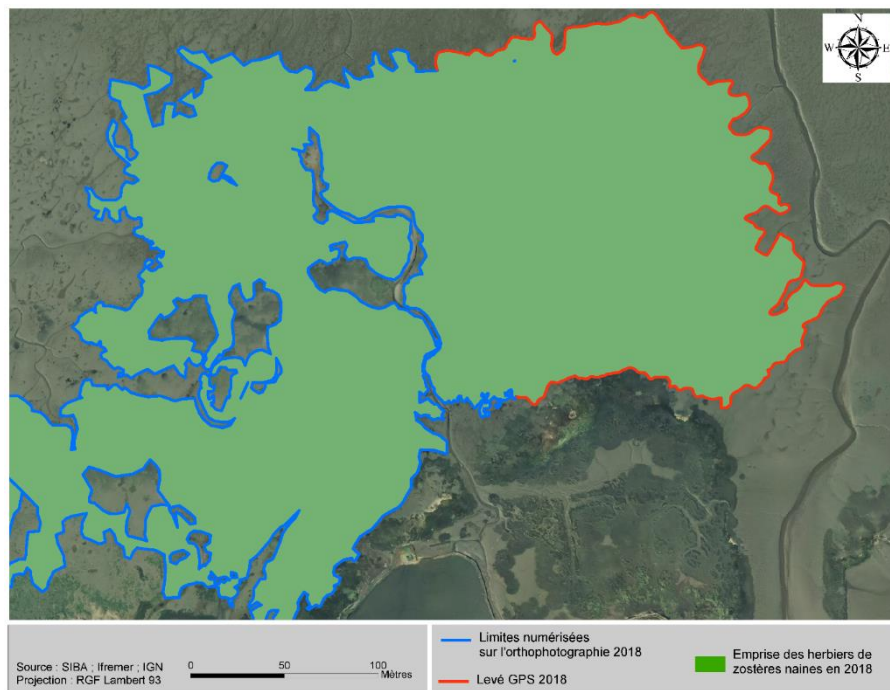 N
W E
S
Source : SIBA ; Ifremer ; IGN
Projection : RGF Lambert 93
0 50 100
Mètres
Limites numérisées
sur l'orthophotographie 2018
Levé GPS 2018
Emprise des herbiers de
zostères naines en 2018